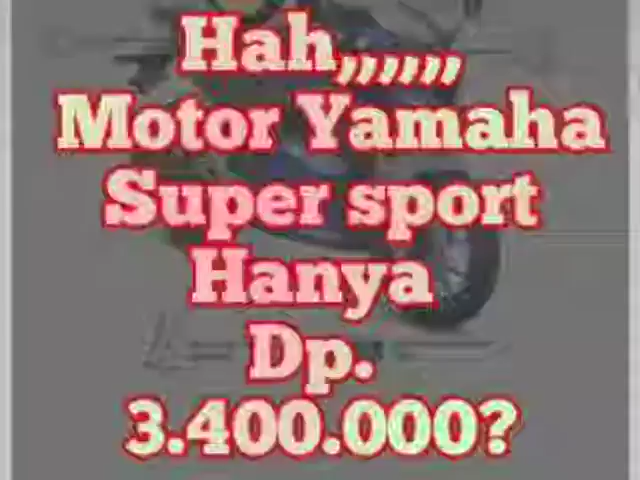 Hah,,,,,,
Motor Yamaha
Super sport
Hanya
Dp.
3.400.000?